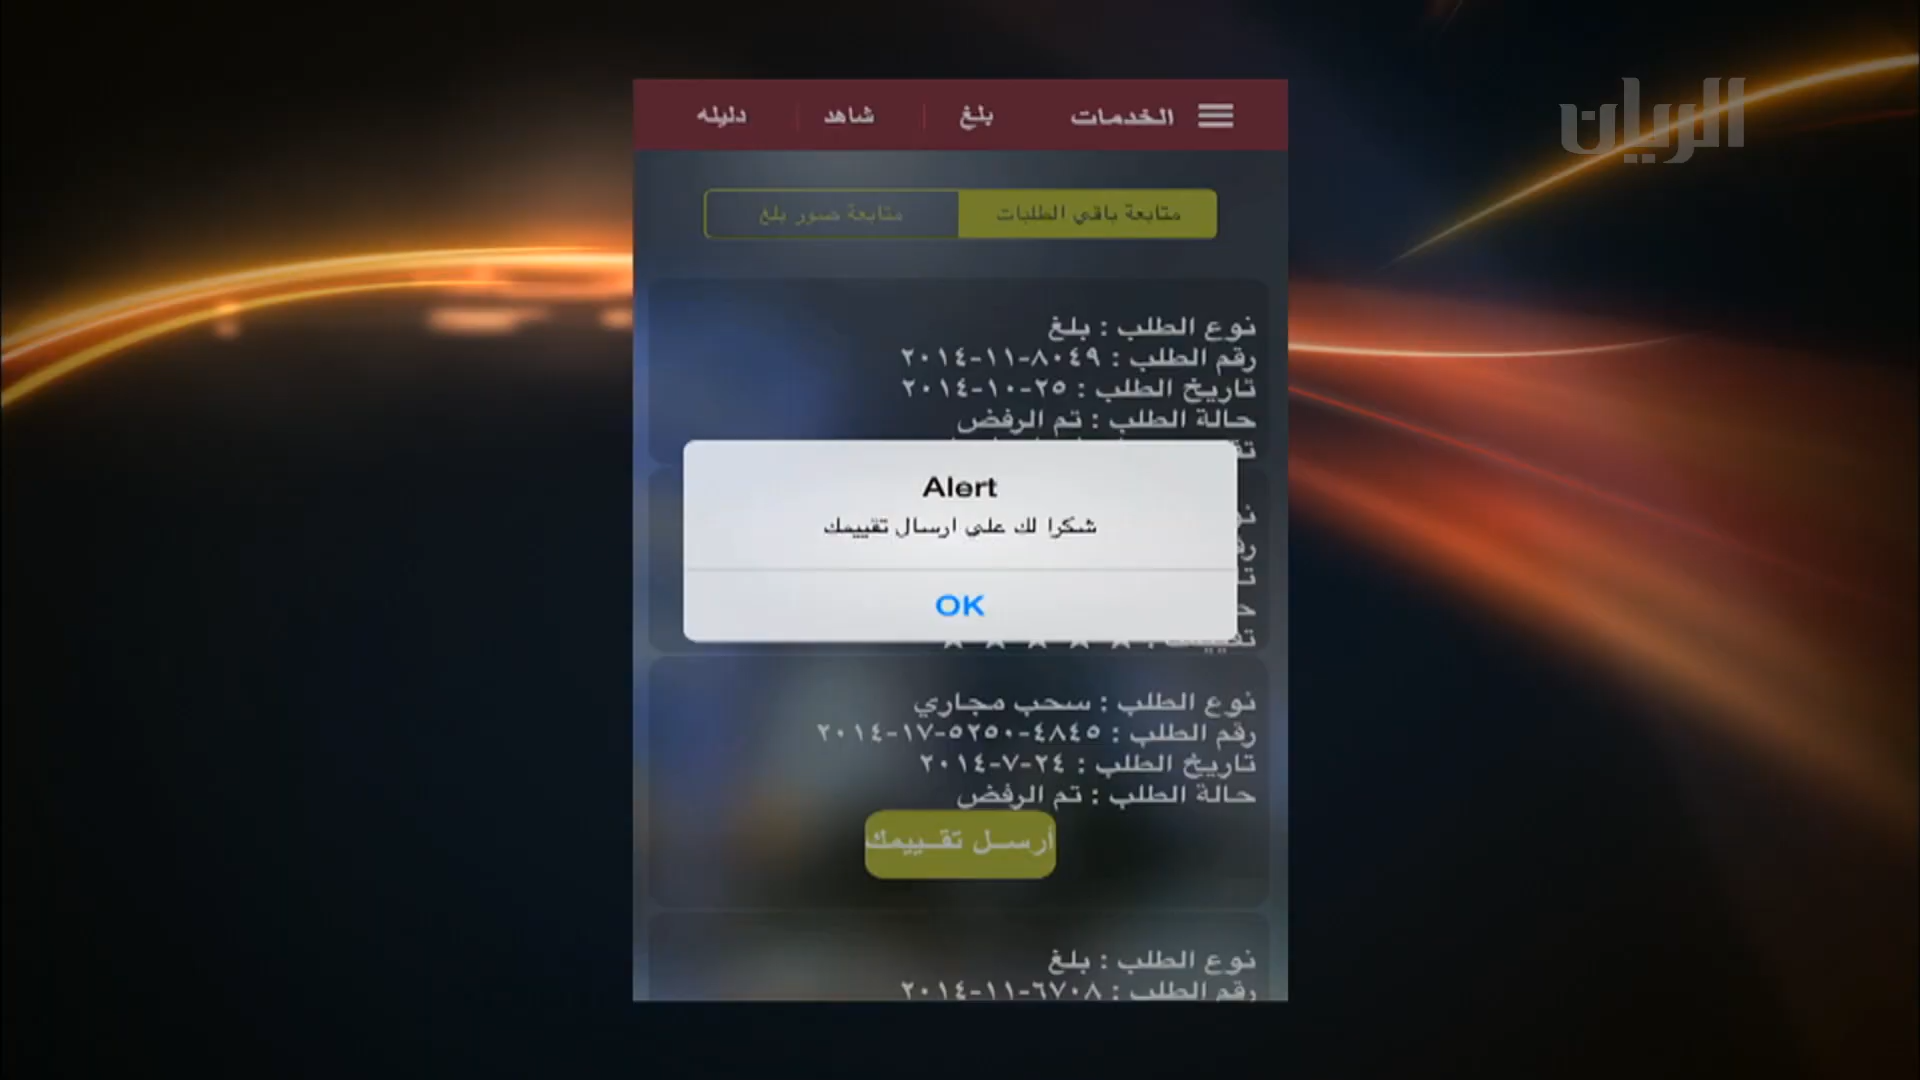 الريان
الخدمات
بلغ
شاهد
دليله
متابعة باقي الطلبات
متابعة صور بلغ
نوع الطلب : بلغ
رقم الطلب : ٨٠٤٩-١١-٢٠١٤
تاريخ الطلب : ٢٥-١٠-٢٠١٤
حالة الطلب : تم الرفض
Alert
شكرا لك على ارسال تقييمك
OK
نوع الطلب : سحب مجاري
رقم الطلب : ٤٨٤٥-٥٢٥٠-١٧-٢٠١٤
تاريخ الطلب : ٢٤-٧-٢٠١٤
حالة الطلب : تم الرفض
أرسل تقييمك
نوع الطلب : بلغ
رقم الطلب : ٦٧٠٨-١١-٢٠١٤